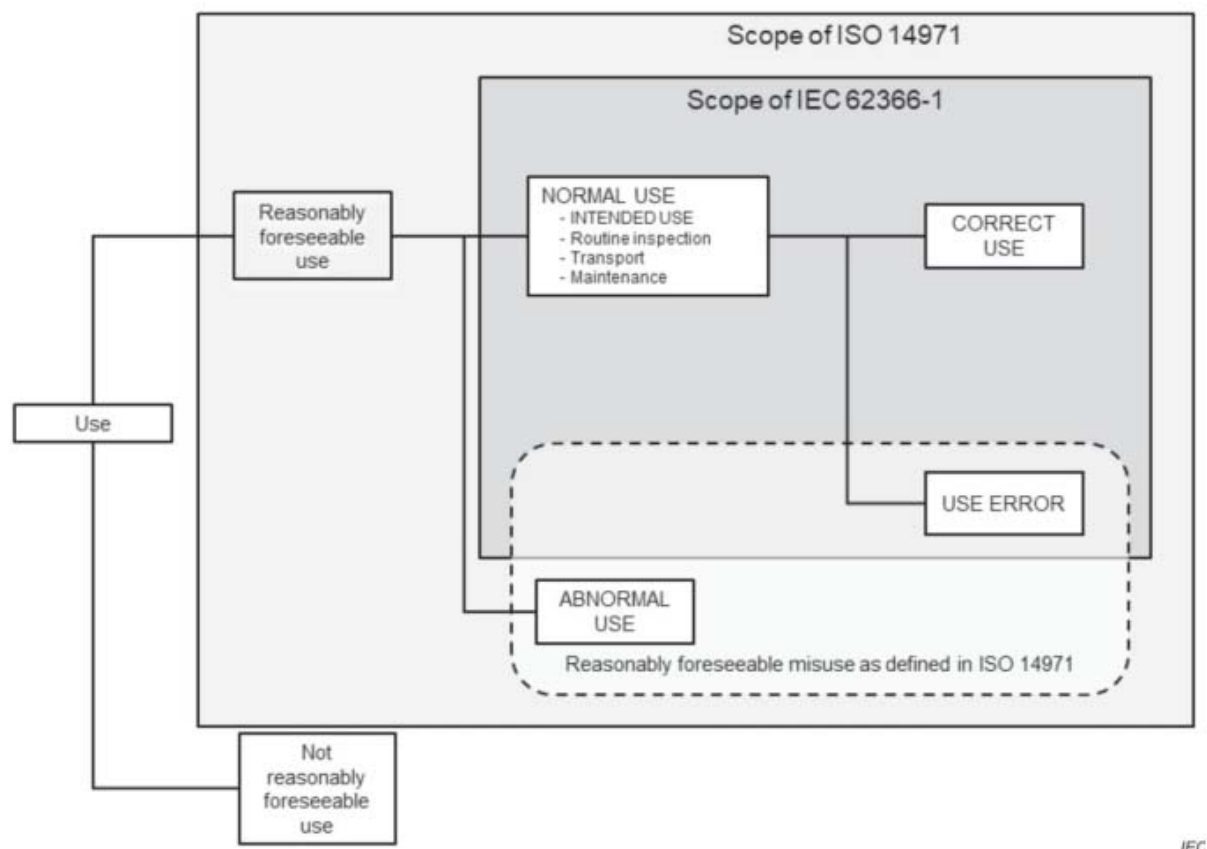 Scope of ISO 14971
Scope of IEC 62366-1
Reasonably
foreseeable
use
NORMAL USE
- INTENDED USE
- Routine inspection
- Transport
- Maintenance
CORRECT
USE
Use
USE ERROR
ABNORMAL
USE
Reasonably foreseeable misuse as defined in ISO 14971
Not
reasonably
foreseeable
use
IEC